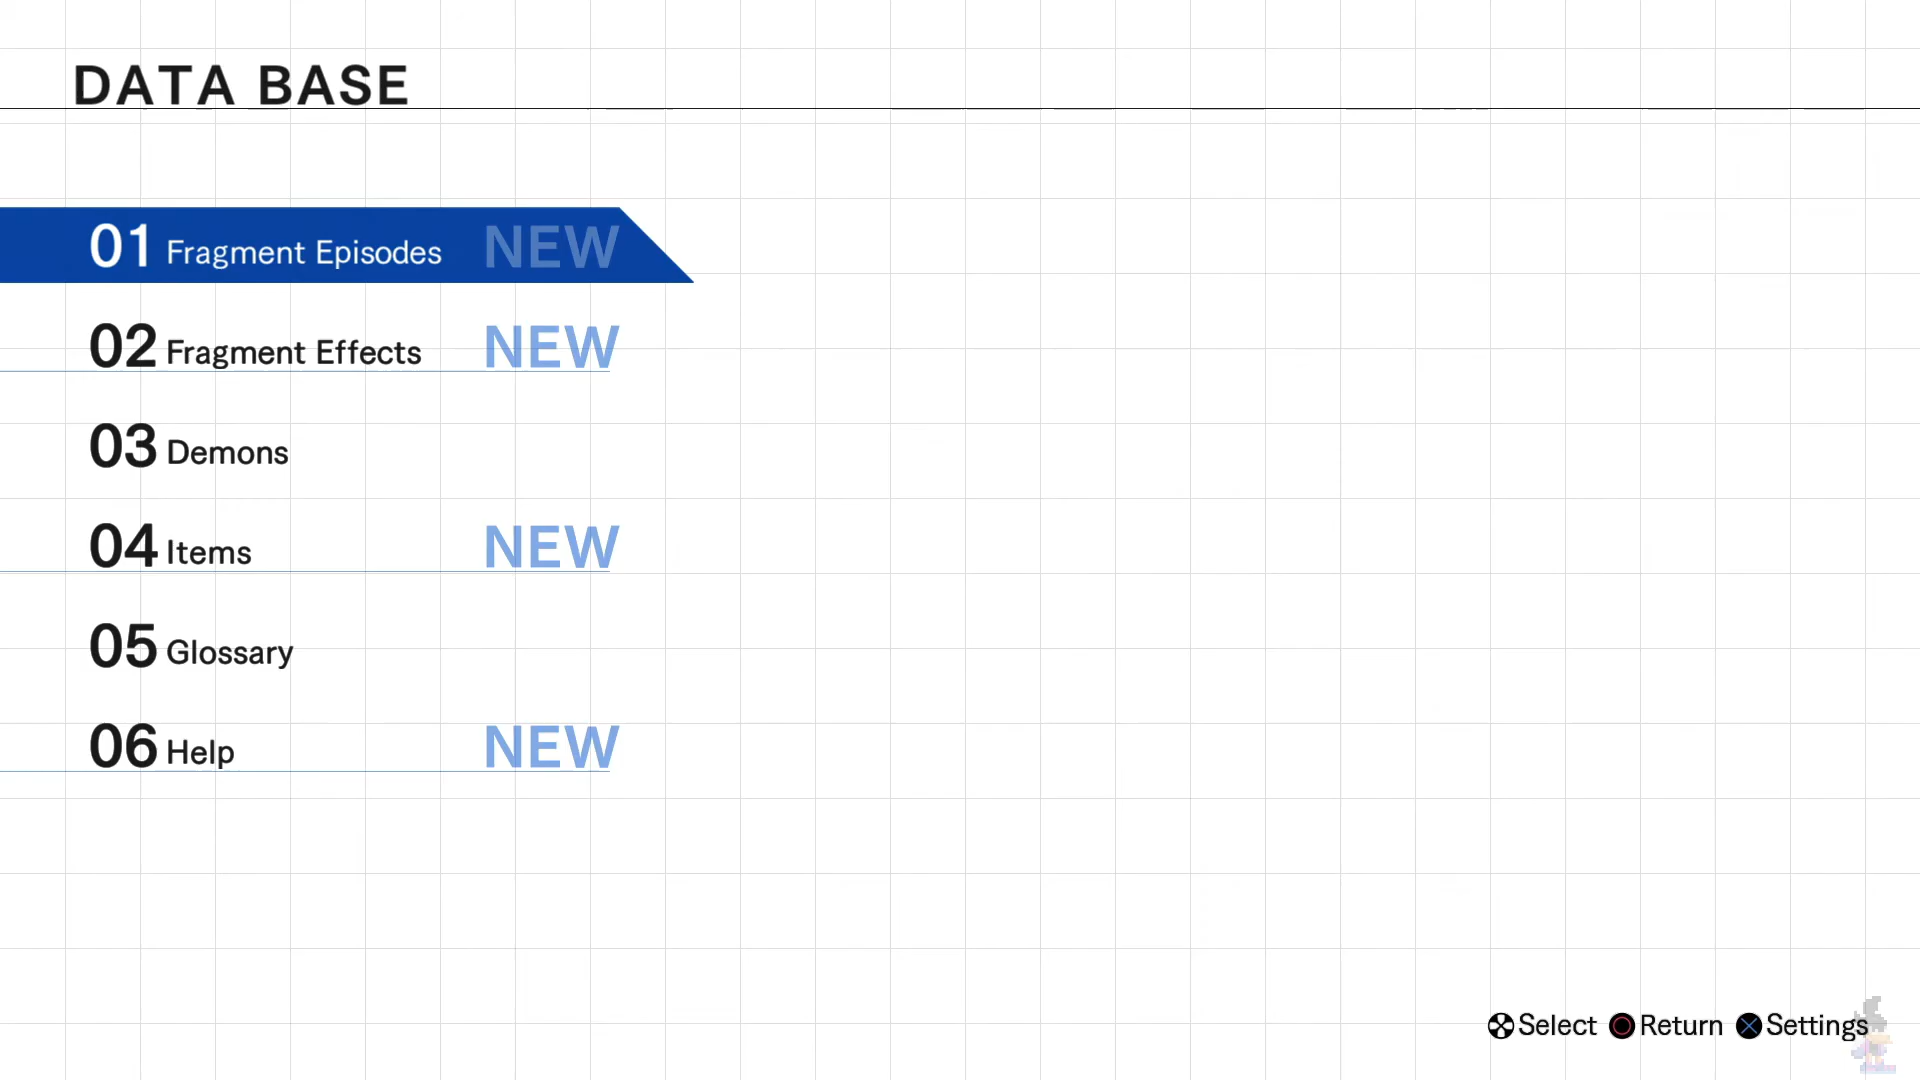 DATA BASE
01 Fragment Episodes NEW
02 Fragment Effects NEW
03 Demons
04 Items NEW
05 Glossary
06 Help NEW
Select Return Settings